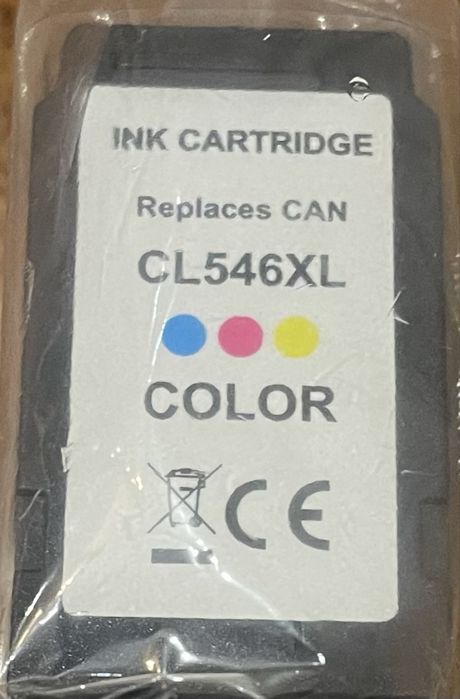 INK CARTRIDGE
Replaces CAN
CL546XL
COLOR
CE